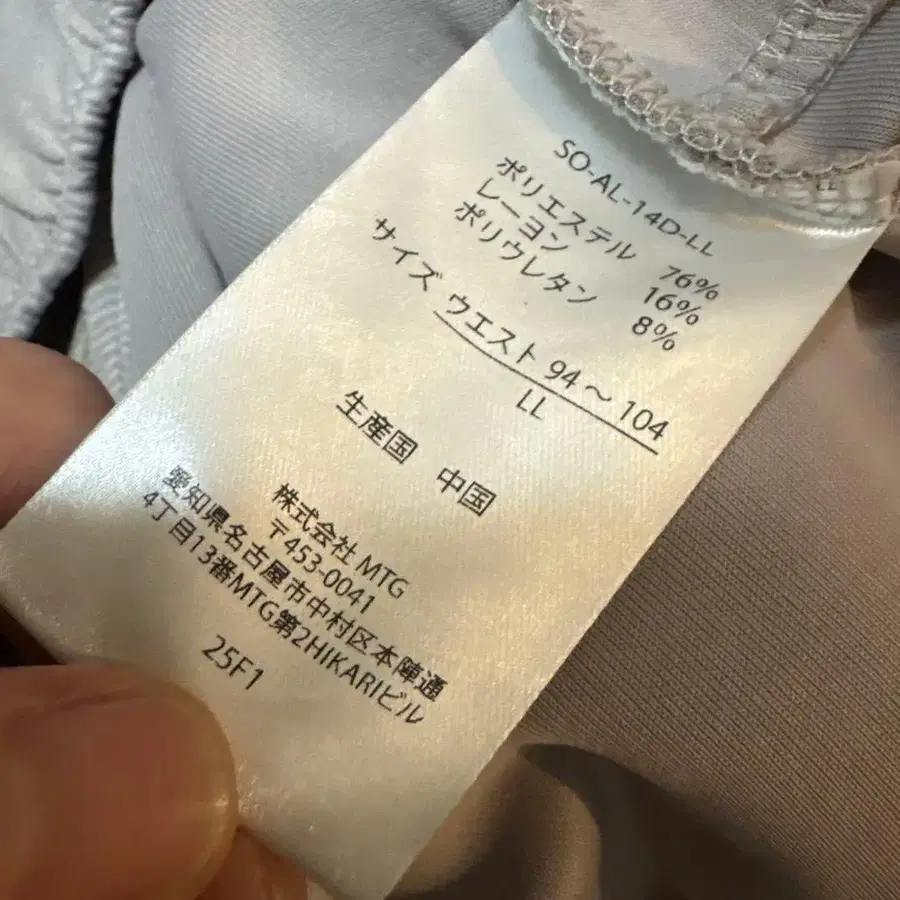 SO-AL-14D-LL
ポリエステル 76%
レーヨン 16%
ポリウレタン 8%
サイズ ウエスト 94～104
LL
生産国 中国
株式会社 MTG
〒453-0041
愛知県名古屋市中村区本陣通
4丁目13番MTG第2HIKARIビル
25F1